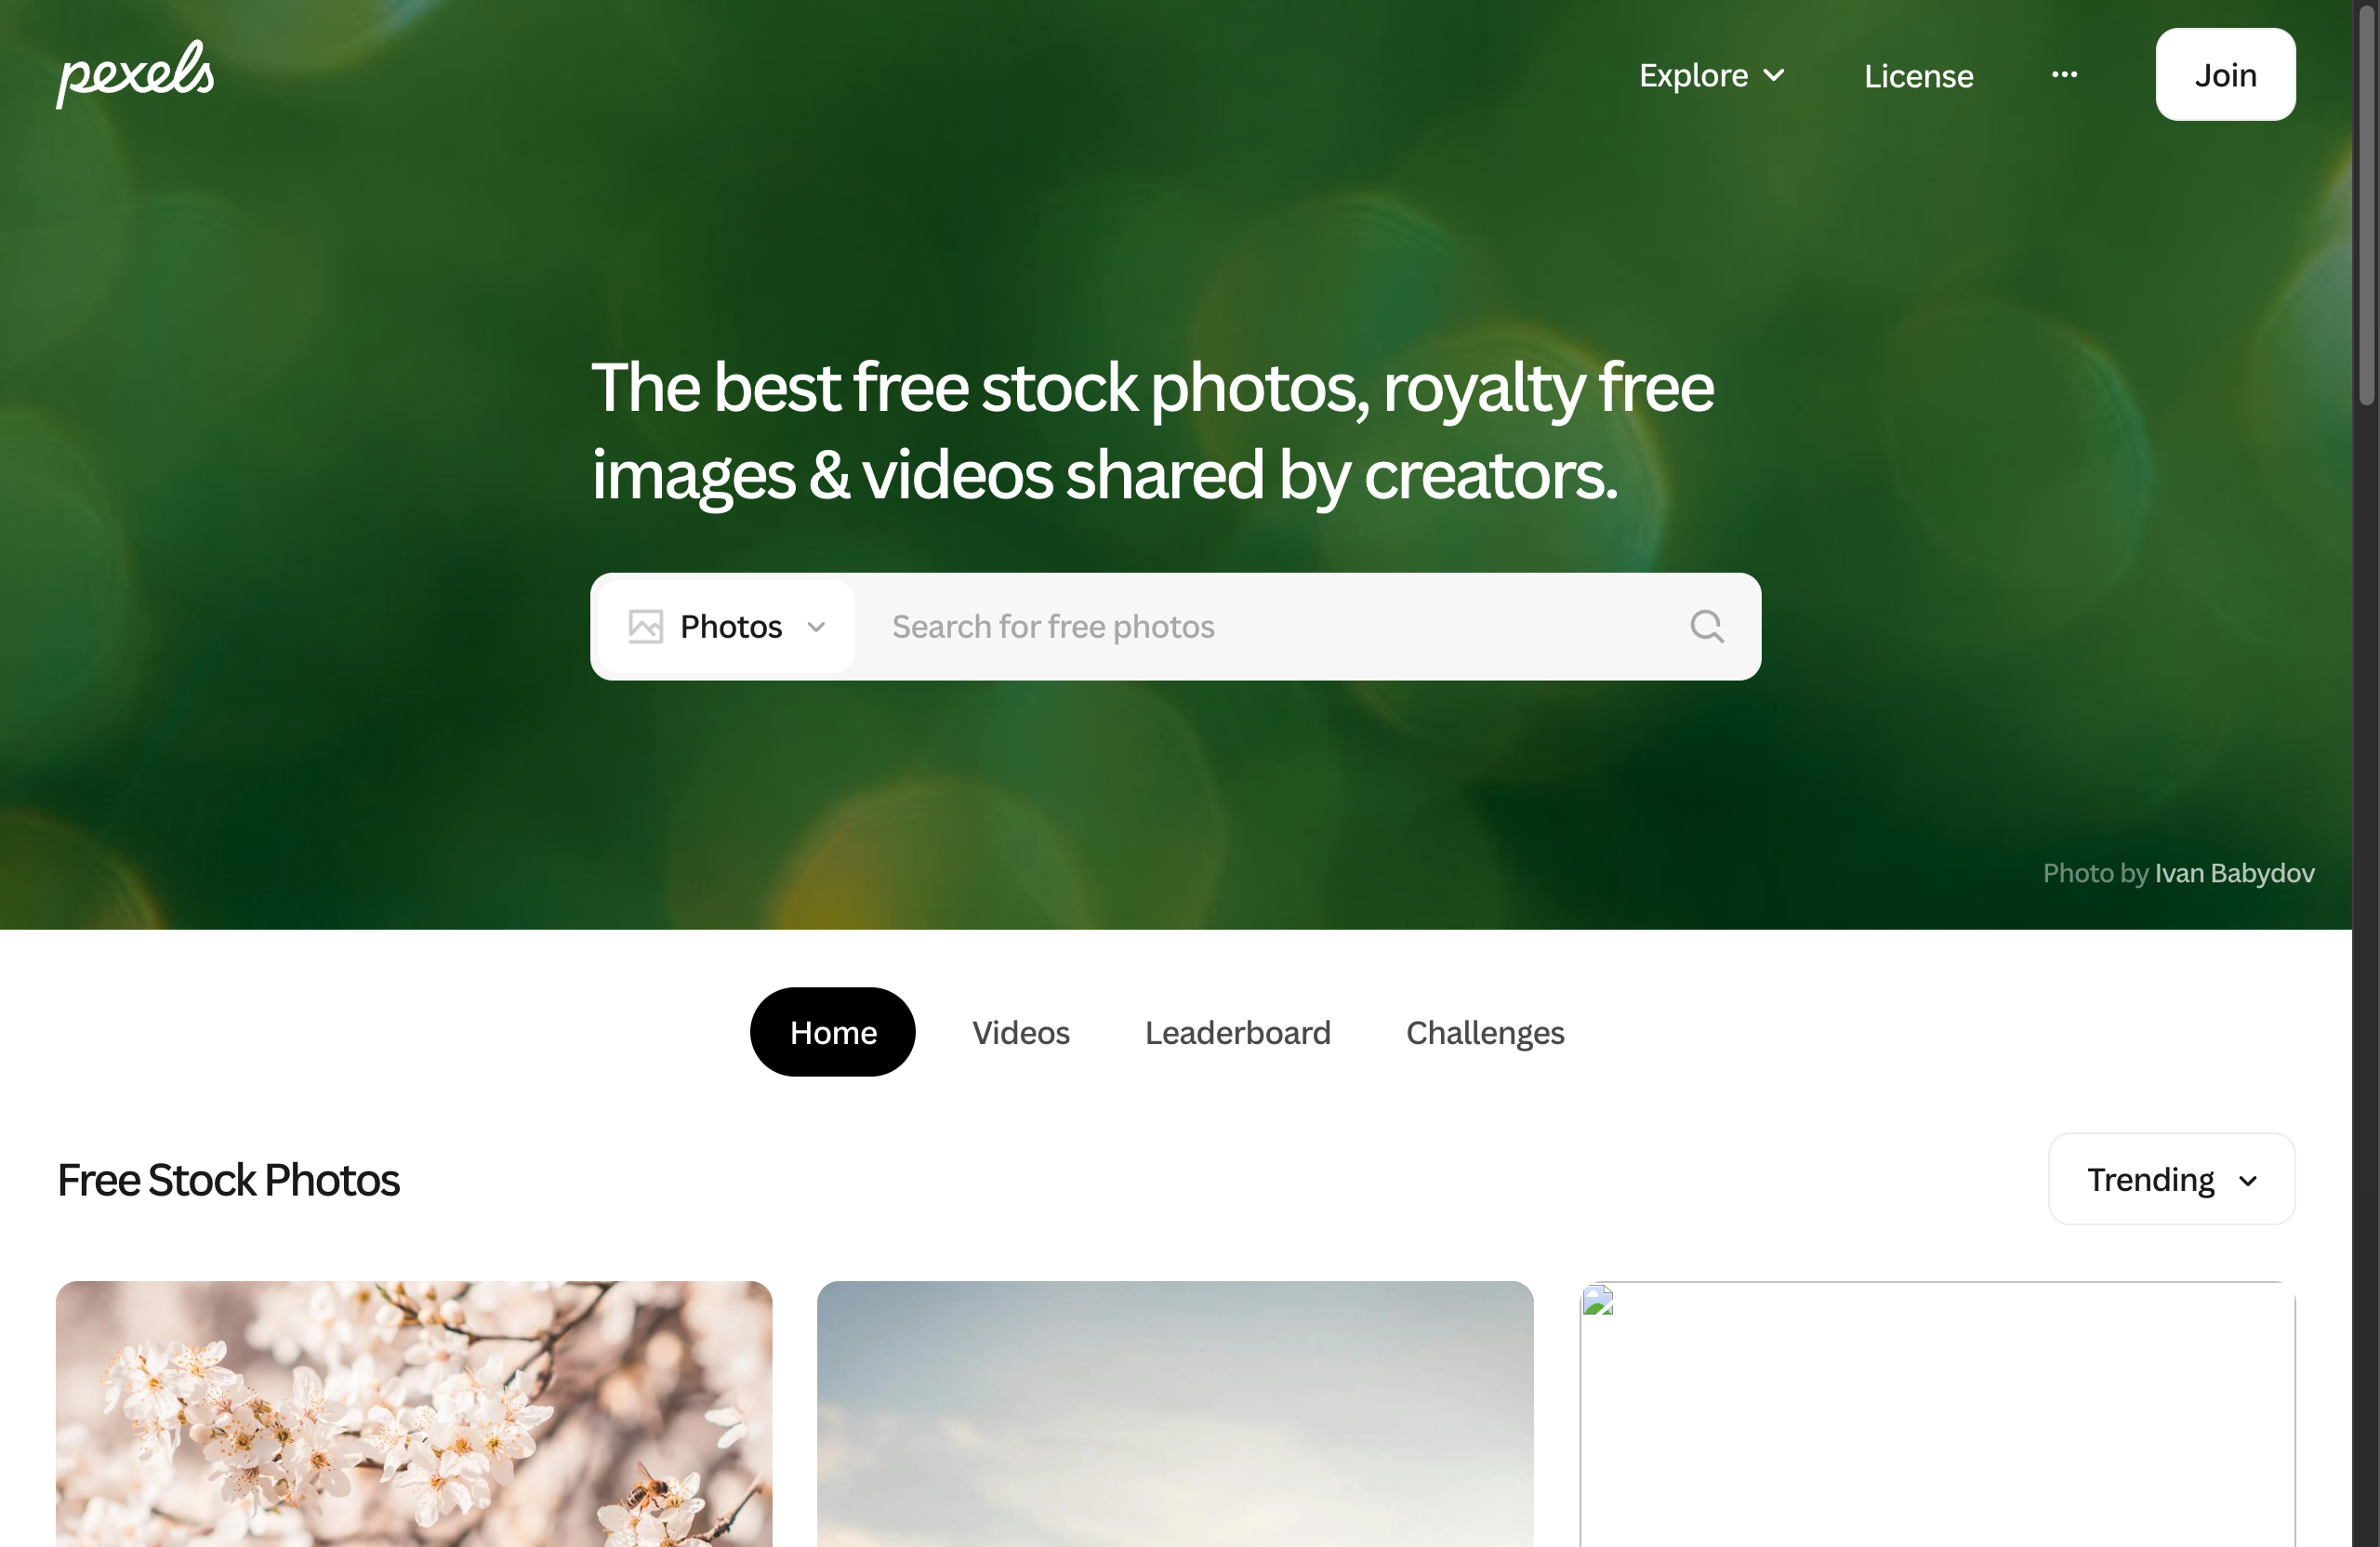 pexels
Explore
License
Join
The best free stock photos, royalty free
images & videos shared by creators.
Photos
Search for free photos
Photo by Ivan Babydov
Home
Videos
Leaderboard
Challenges
Free Stock Photos
Trending